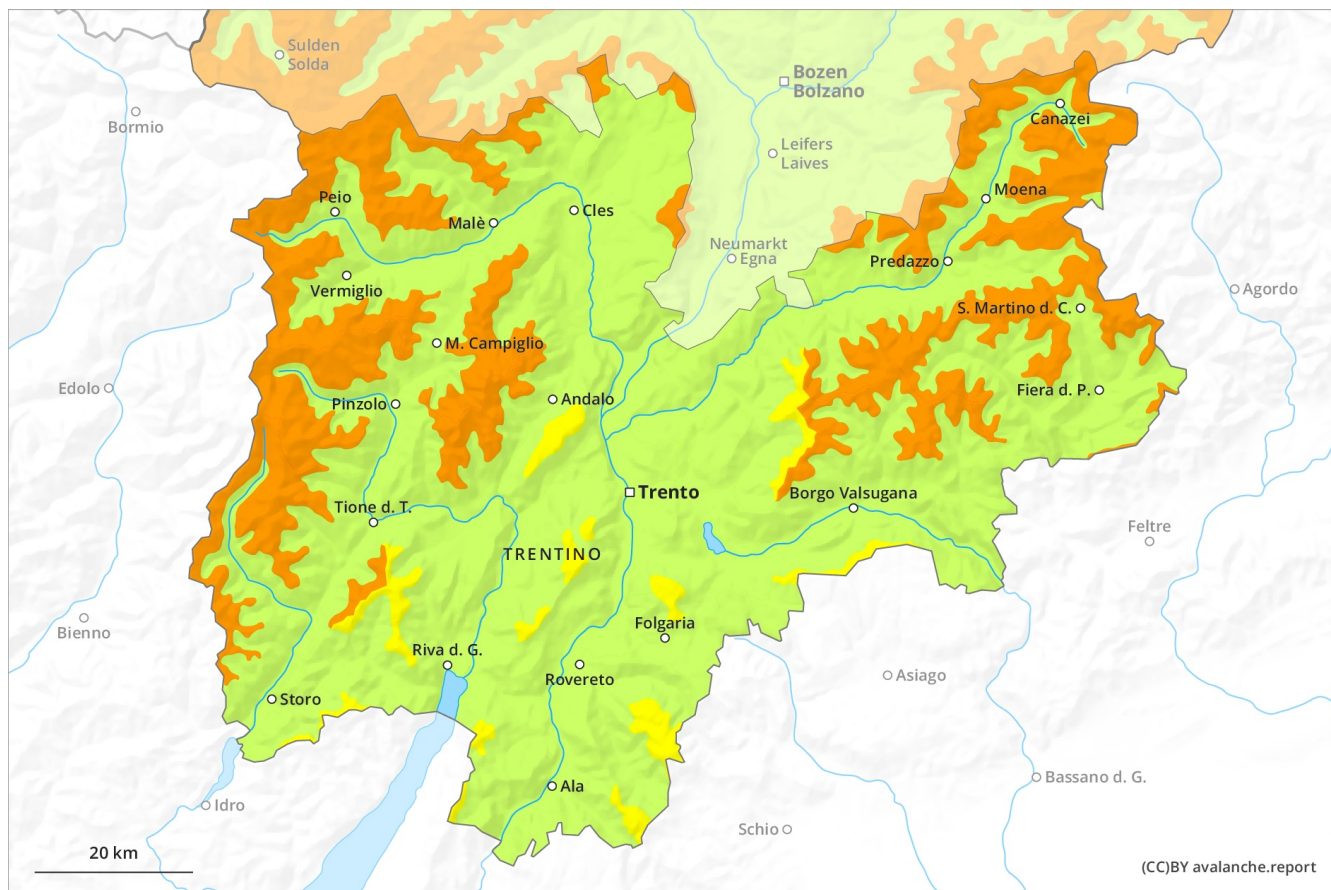 Sulden
Solda
Bozen
Bolzano
Bormio
Canazei
Leifers
Laives
Moena
Peio
Cles
Malè
Neumarkt
Egna
Predazzo
Vermiglio
Agordo
S. Martino d. C.
M. Campiglio
Edolo
Fiera d. P.
Andalo
Pinzolo
Trento
Borgo Valsugana
Tione d. T.
Feltre
TRENTINO
Bienno
Folgaria
Riva d. G.
Rovereto
Asiago
Storo
Bassano d. G.
Ala
Idro
Schio
20 km
(CC)BY avalanche.report